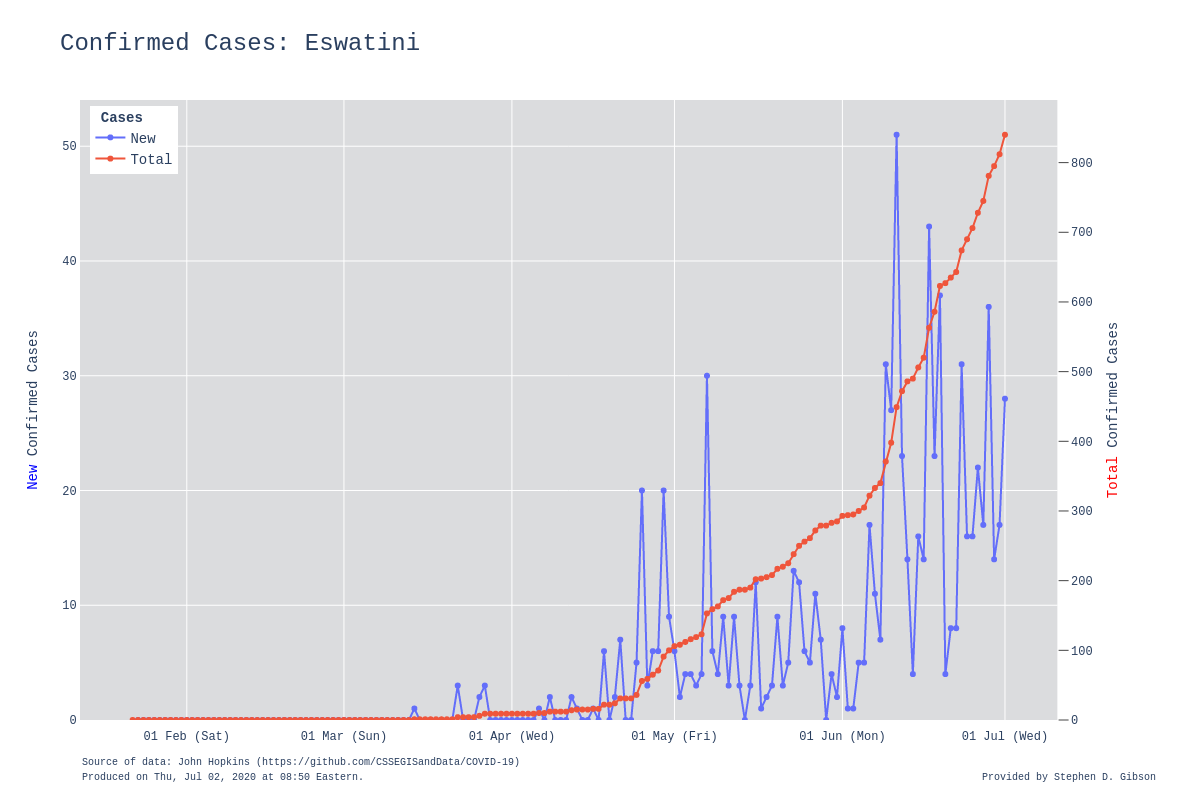 Confirmed Cases: Eswatini
Cases
New
Total
50
40
30
20
10
0
New Confirmed Cases
800
700
600
500
400
300
200
100
0
Total Confirmed Cases
01 Feb (Sat) 01 Mar (Sun) 01 Apr (Wed) 01 May (Fri) 01 Jun (Mon) 01 Jul (Wed)
Source of data: John Hopkins (https://github.com/CSSEGISandData/COVID-19)
Produced on Thu, Jul 02, 2020 at 08:50 Eastern.
Provided by Stephen D. Gibson